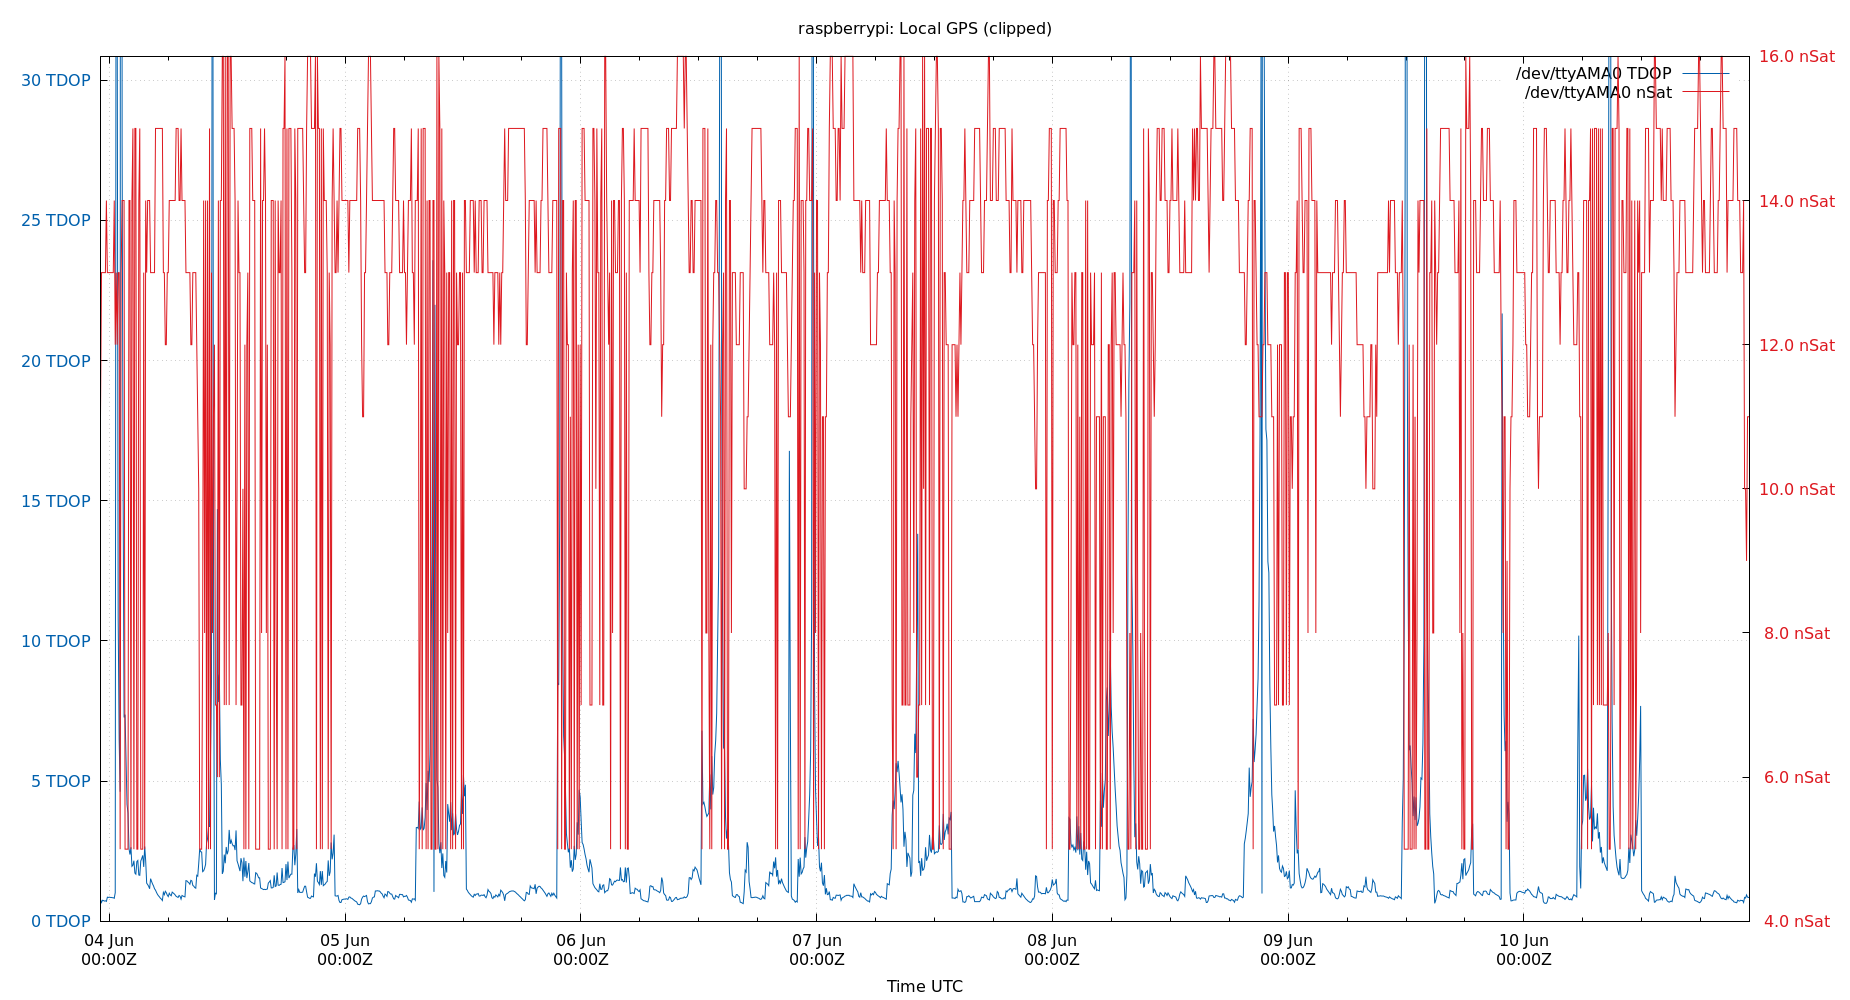 raspberrypi: Local GPS (clipped)
30 TDOP
25 TDOP
20 TDOP
15 TDOP
10 TDOP
5 TDOP
0 TDOP
16.0 nSat
14.0 nSat
12.0 nSat
10.0 nSat
8.0 nSat
6.0 nSat
4.0 nSat
/dev/ttyAMA0 TDOP
/dev/ttyAMA0 nSat
04 Jun
00:00Z
05 Jun
00:00Z
06 Jun
00:00Z
07 Jun
00:00Z
08 Jun
00:00Z
09 Jun
00:00Z
10 Jun
00:00Z
Time UTC